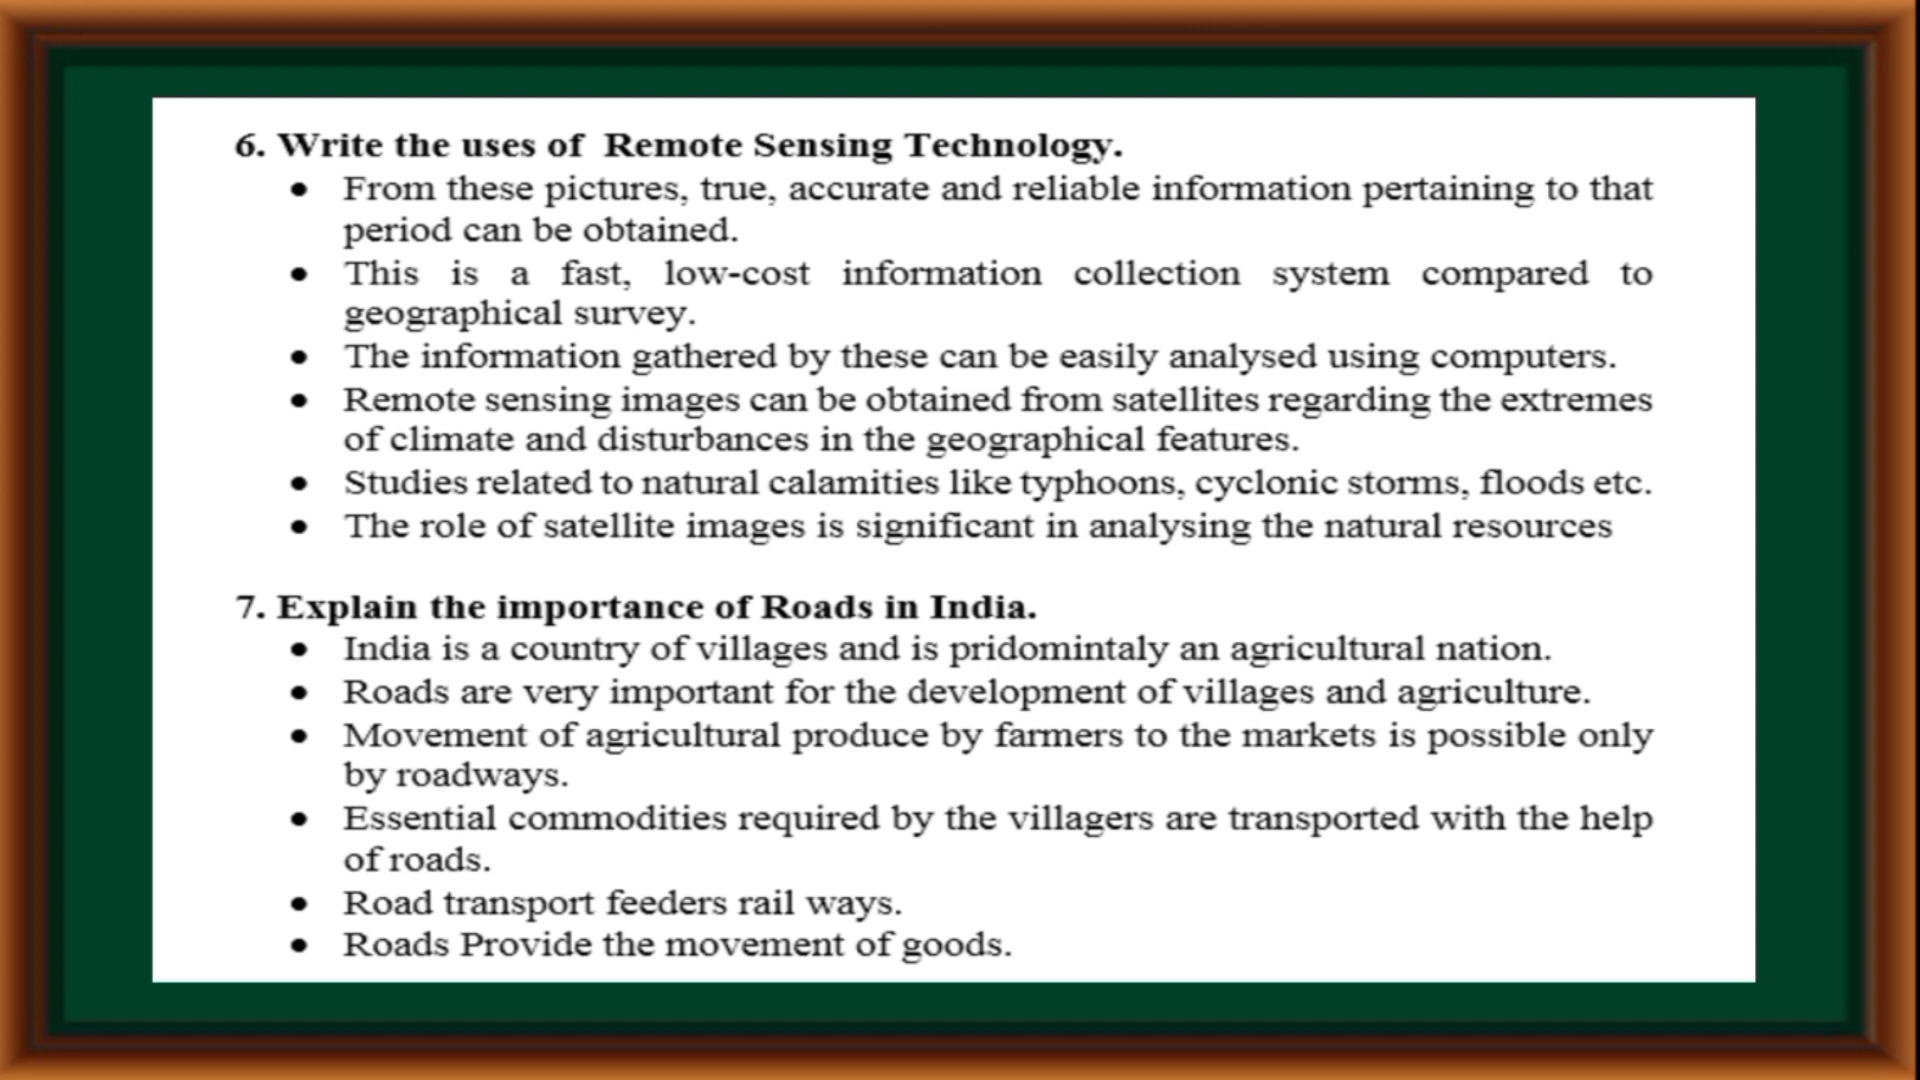 6. Write the uses of Remote Sensing Technology.
● From these pictures, true, accurate and reliable information pertaining to that
period can be obtained.
● This is a fast, low-cost information collection system compared to
geographical survey.
● The information gathered by these can be easily analysed using computers.
● Remote sensing images can be obtained from satellites regarding the extremes
of climate and disturbances in the geographical features.
● Studies related to natural calamities like typhoons, cyclonic storms, floods etc.
● The role of satellite images is significant in analysing the natural resources
7. Explain the importance of Roads in India.
● India is a country of villages and is pridomintaly an agricultural nation.
● Roads are very important for the development of villages and agriculture.
● Movement of agricultural produce by farmers to the markets is possible only
by roadways.
● Essential commodities required by the villagers are transported with the help
of roads.
● Road transport feeders rail ways.
● Roads Provide the movement of goods.